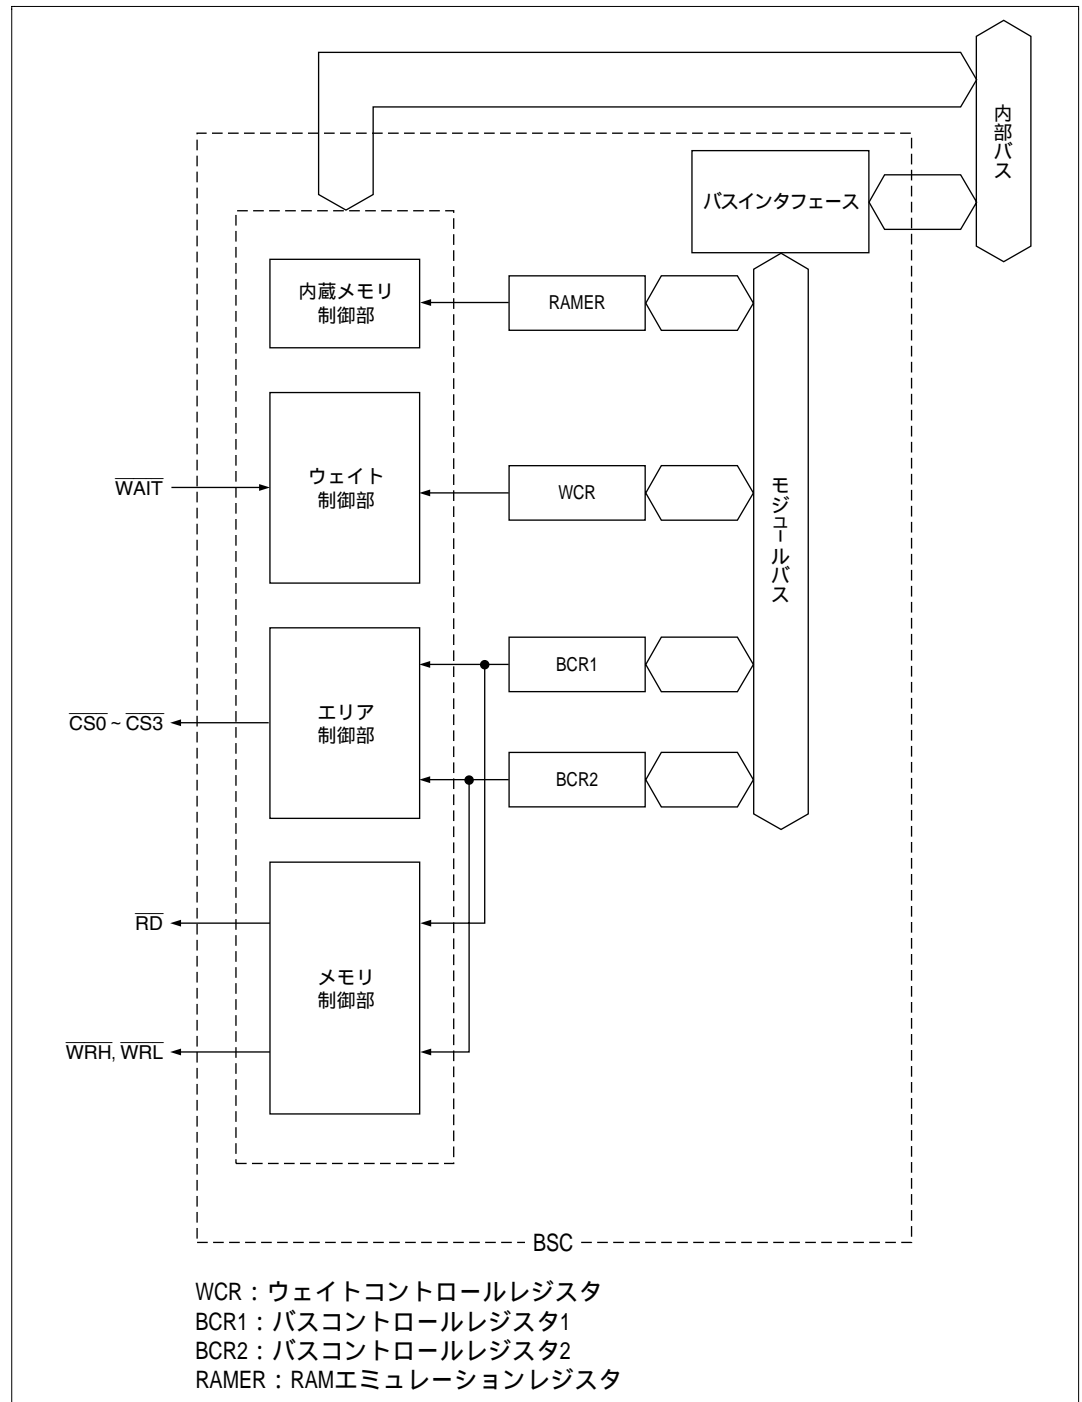 内部バス
バスインタフェース
内蔵メモリ
制御部
RAMER
ウェイト
制御部
WAIT
WCR
モジュールバス
エリア
制御部
BCR1
CS0 ~ CS3
BCR2
メモリ
制御部
RD
WRH, WRL
BSC
WCR：ウェイトコントロールレジスタ
BCR1：バスコントロールレジスタ1
BCR2：バスコントロールレジスタ2
RAMER：RAMエミュレーションレジスタ